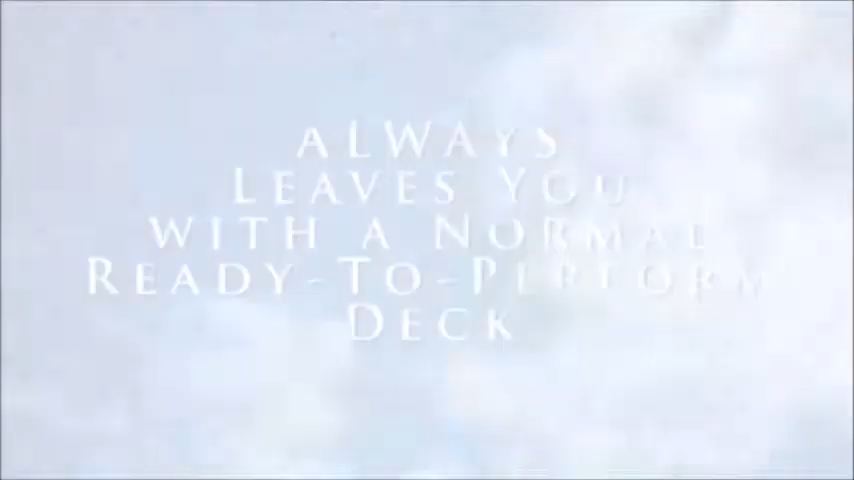 ALWAYS
LEAVES YOU
WITH A NORMAL
READY-TO-PERFORM
DECK